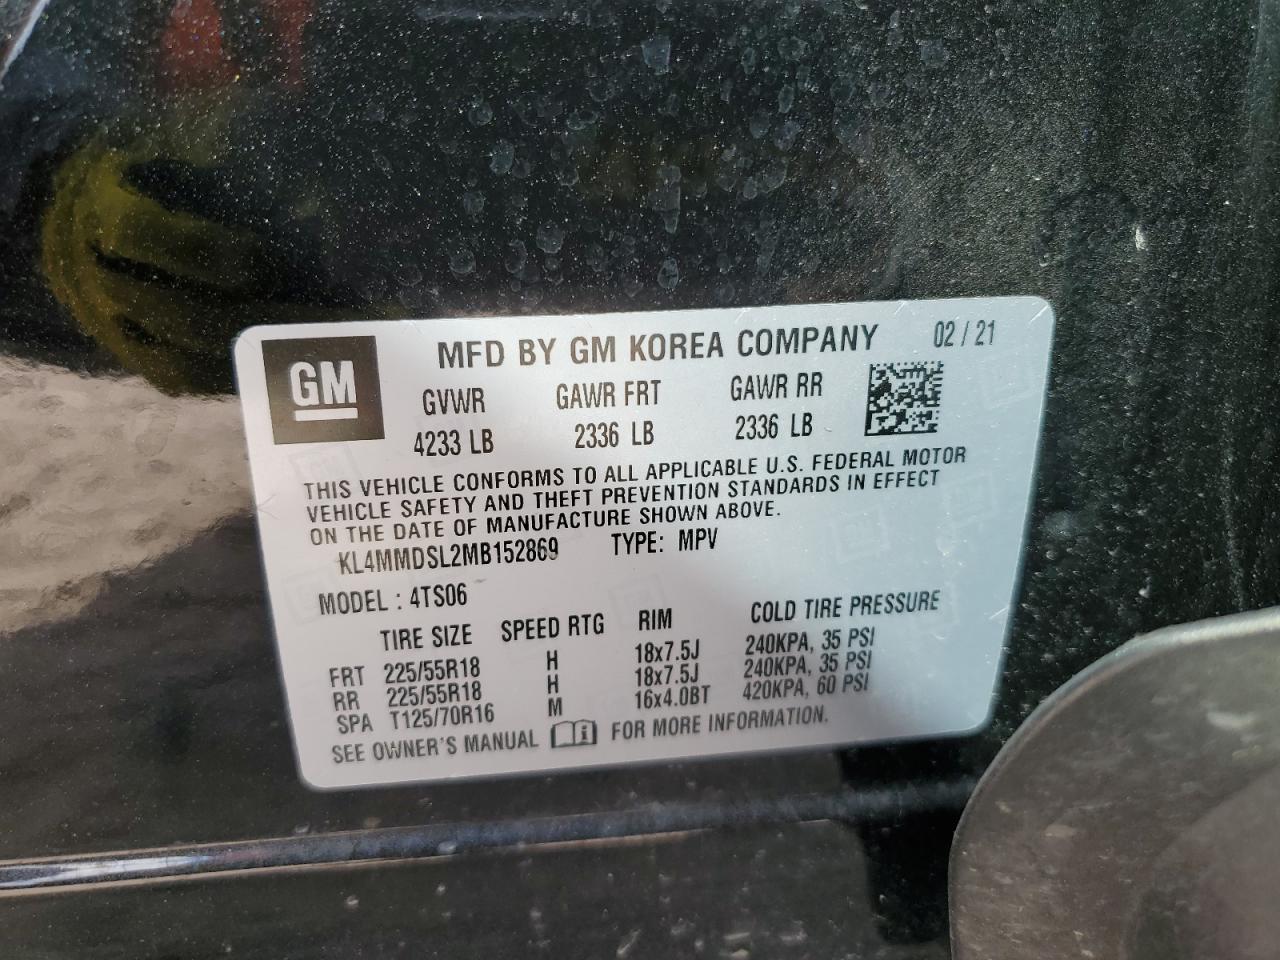 GM
MFD BY GM KOREA COMPANY 02 / 21
GVWR GAWR FRT GAWR RR
4233 LB 2336 LB 2336 LB
THIS VEHICLE CONFORMS TO ALL APPLICABLE U.S. FEDERAL MOTOR
VEHICLE SAFETY AND THEFT PREVENTION STANDARDS IN EFFECT
ON THE DATE OF MANUFACTURE SHOWN ABOVE.
KL4MMDSL2MB152869 TYPE: MPV
MODEL : 4TS06
TIRE SIZE SPEED RTG RIM COLD TIRE PRESSURE
FRT 225/55R18 H 18x7.5J 240KPA, 35 PSI
RR 225/55R18 H 18x7.5J 240KPA, 35 PSI
SPA T125/70R16 M 16x4.0BT 420KPA, 60 PSI
SEE OWNER'S MANUAL i FOR MORE INFORMATION.